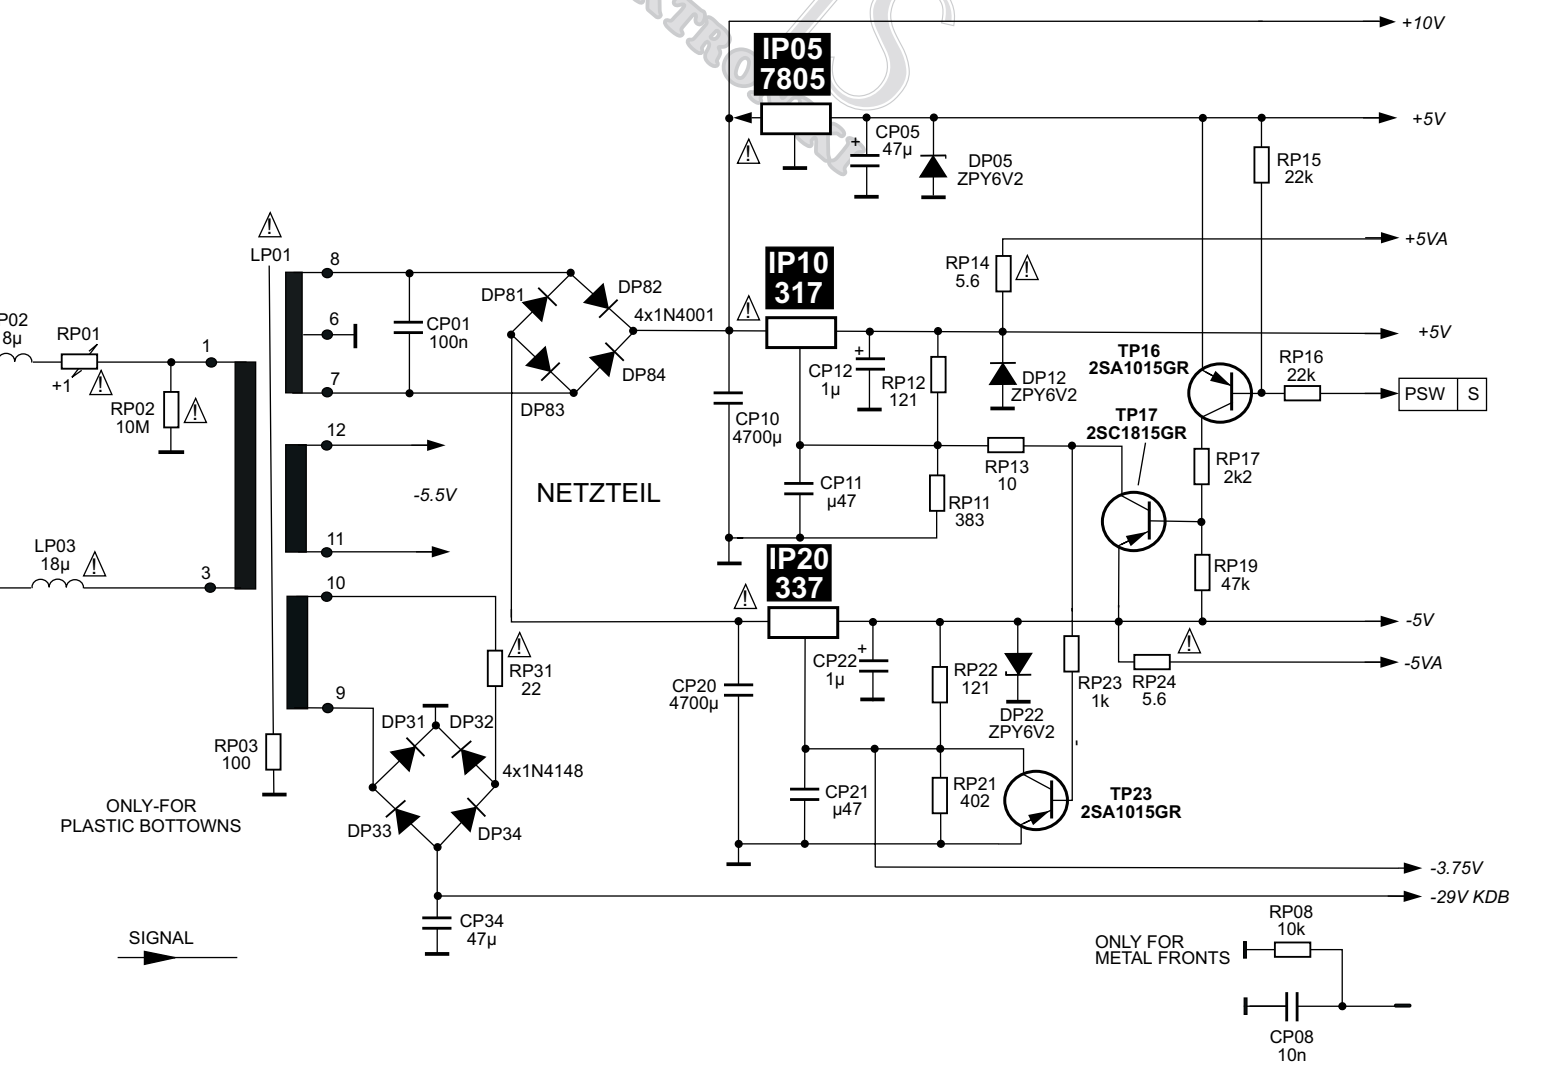 +10V
IP05
7805
CP05
47µ
DP05
ZPY6V2
+5V
RP15
22k
+5VA
LP01
8
6
7
12
11
10
9
1
3
P02
8µ
RP01
+1
RP02
10M
LP03
18µ
CP01
100n
DP81
DP82
DP83
DP84
4x1N4001
IP10
317
RP14
5.6
+5V
CP12
1µ
RP12
121
DP12
ZPY6V2
TP16
2SA1015GR
RP16
22k
PSW S
TP17
2SC1815GR
CP10
4700µ
-5.5V
NETZTEIL
CP11
µ47
RP13
10
RP11
383
RP17
2k2
RP19
47k
IP20
337
-5V
-5VA
RP31
22
CP20
4700µ
CP22
1µ
RP22
121
DP22
ZPY6V2
RP23
1k
RP24
5.6
DP31
DP32
DP33
DP34
4x1N4148
RP03
100
CP21
µ47
RP21
402
TP23
2SA1015GR
ONLY-FOR
PLASTIC BOTTOWNS
-3.75V
-29V KDB
CP34
47µ
SIGNAL
ONLY FOR
METAL FRONTS
RP08
10k
CP08
10n